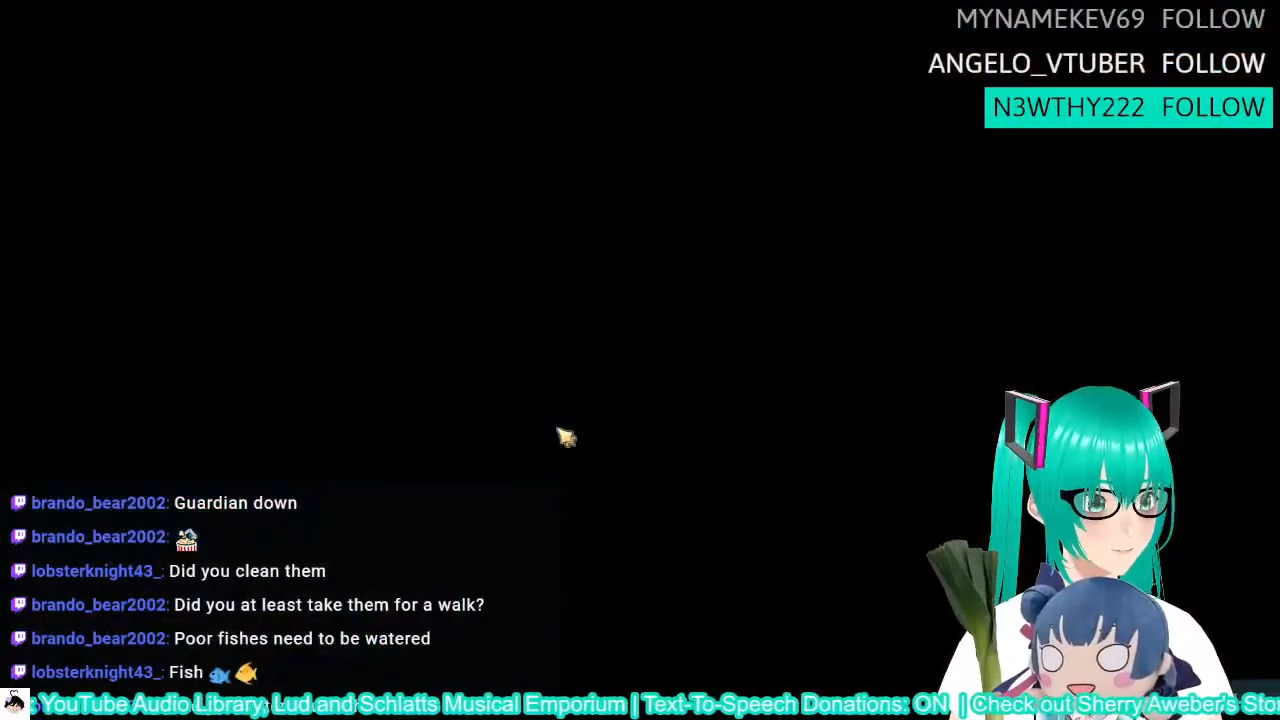 MYNAMEKEV69 FOLLOW
ANGELO_VTUBER FOLLOW
N3WTHY222 FOLLOW
brando_bear2002: Guardian down
brando_bear2002:
lobsterknight43_: Did you clean them
brando_bear2002: Did you at least take them for a walk?
brando_bear2002: Poor fishes need to be watered
lobsterknight43_: Fish 🐟 🐠
: YouTube Audio Library, Lud and Schlatts Musical Emporium | Text-To-Speech Donations: ON | Check out Sherry Aweber's Sto